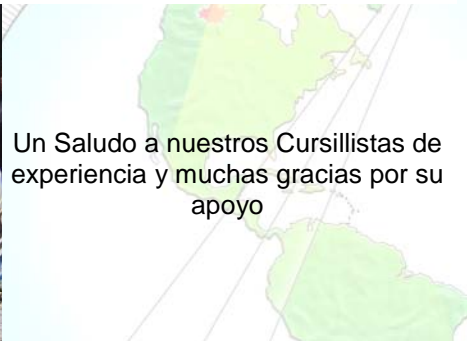 Un Saludo a nuestros Cursillistas de
experiencia y muchas gracias por su
apoyo